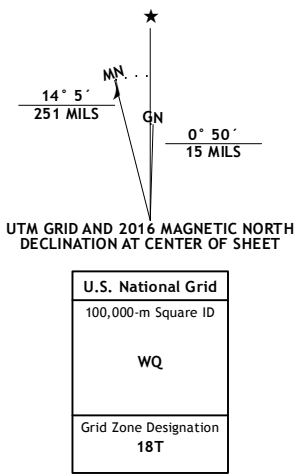 ★
MN
14° 5´
251 MILS
GN
0° 50´
15 MILS
UTM GRID AND 2016 MAGNETIC NORTH
DECLINATION AT CENTER OF SHEET
U.S. National Grid
100,000-m Square ID
WQ
Grid Zone Designation
18T